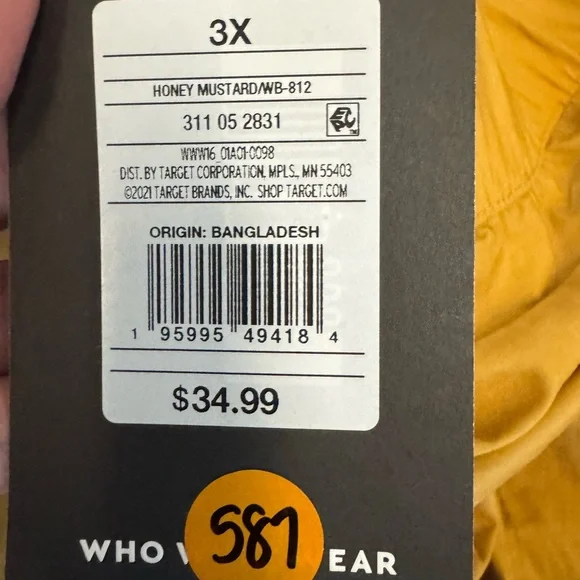 3X
HONEY MUSTARD/WB-812
311 05 2831
WWW16_01A01-0098
DIST. BY TARGET CORPORATION. MPLS., MN 55403
©2021 TARGET BRANDS, INC. SHOP TARGET.COM
ORIGIN: BANGLADESH
1 95995 49418 4
$34.99
587
WHO EAR